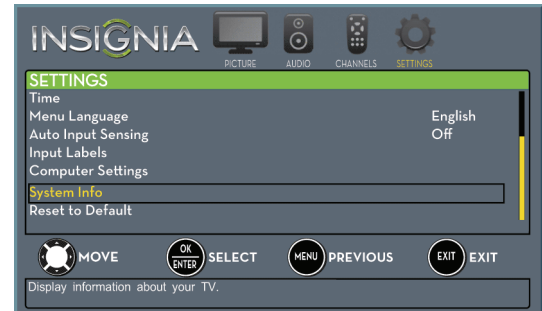 INSIGNIA
PICTURE AUDIO CHANNELS SETTINGS
SETTINGS
Time
Menu Language English
Auto Input Sensing Off
Input Labels
Computer Settings
System Info
Reset to Default
MOVE OK ENTER SELECT MENU PREVIOUS EXIT EXIT
Display information about your TV.